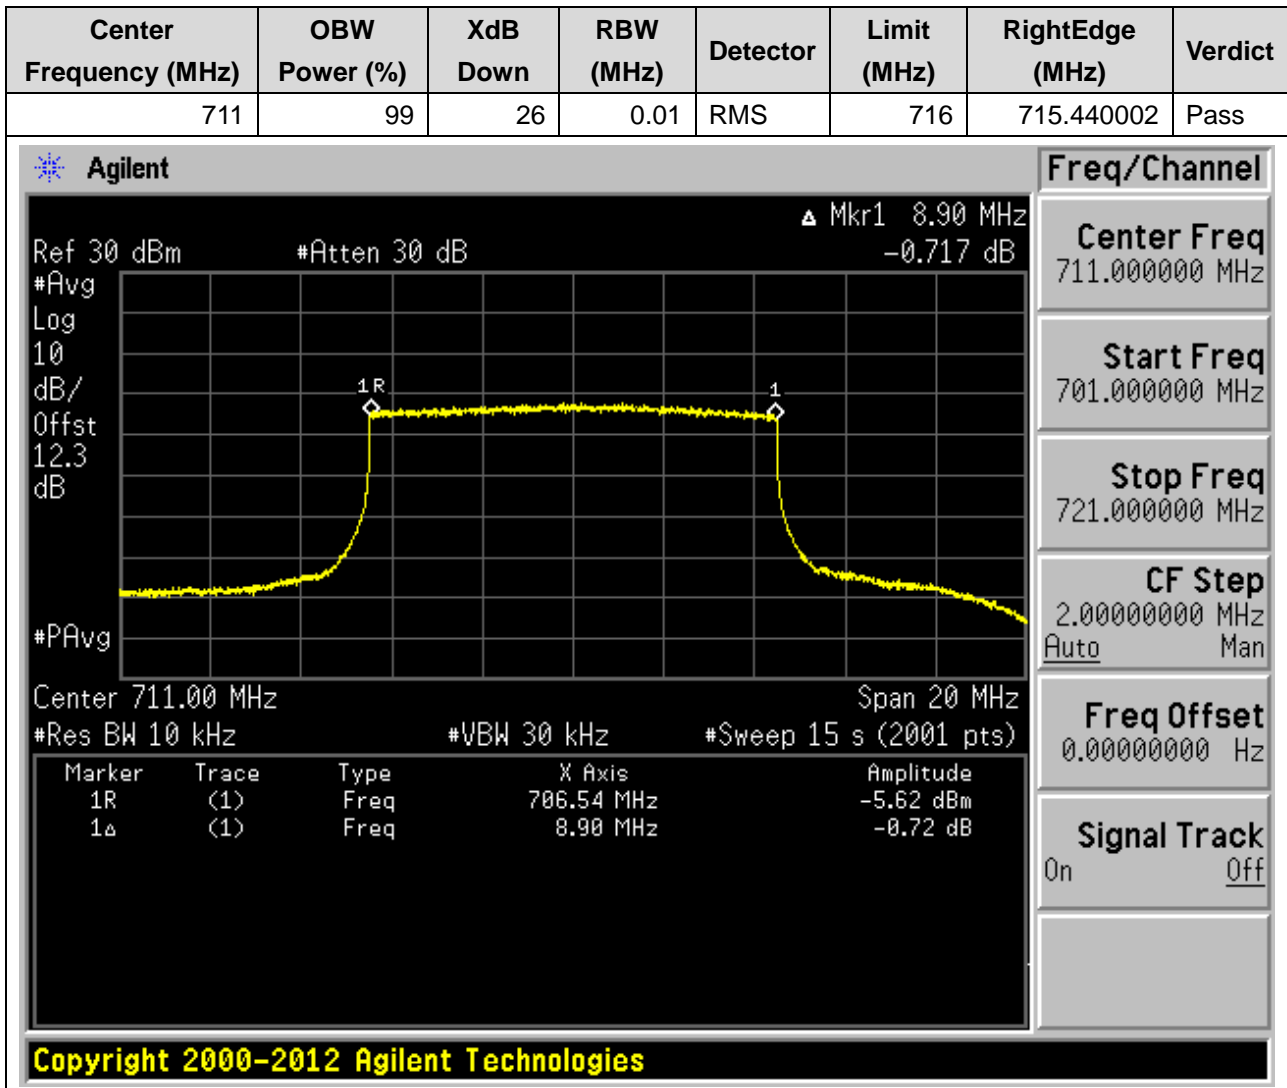 Center Frequency (MHz) OBW Power (%) XdB Down RBW (MHz) Detector Limit (MHz) RightEdge (MHz) Verdict
711 99 26 0.01 RMS 716 715.440002 Pass
Agilent
Freq/Channel
Δ Mkr1 8.90 MHz
Ref 30 dBm #Atten 30 dB -0.717 dB
#Avg
Log
10
dB/
Offst
12.3
dB
#PAvg
1R
1
Center 711.00 MHz Span 20 MHz
#Res BW 10 kHz #VBW 30 kHz #Sweep 15 s (2001 pts)
Marker Trace Type X Axis Amplitude
1R (1) Freq 706.54 MHz -5.62 dBm
1Δ (1) Freq 8.90 MHz -0.72 dB
Center Freq
711.000000 MHz
Start Freq
701.000000 MHz
Stop Freq
721.000000 MHz
CF Step
2.00000000 MHz
Auto Man
Freq Offset
0.00000000 Hz
Signal Track
On Off
Copyright 2000-2012 Agilent Technologies